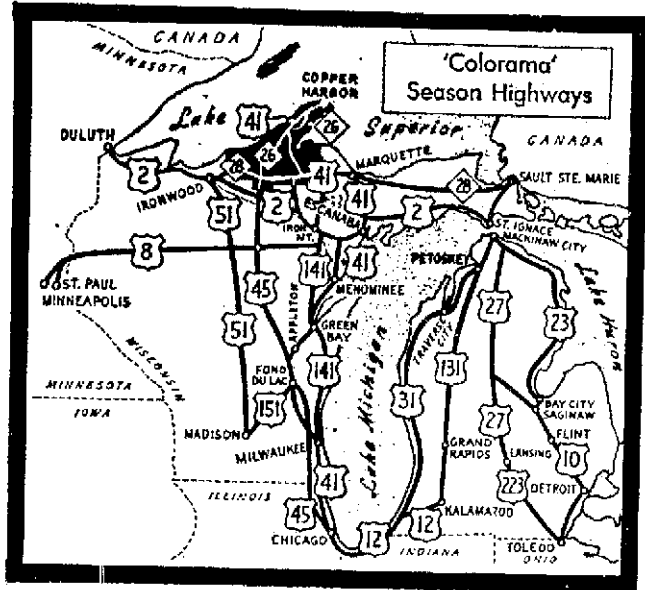 CANADA
MINNESOTA
'Colorama'
Season Highways
COPPER
HARBOR
Lake
41
26
Superior
CANADA
DULUTH
28
26
MARQUETTE
2
41
41
28
SAULT STE. MARIE
IRONWOOD
51
2
IRON
MT.
ESCANABA
2
ST. IGNACE
MACKINAW CITY
8
PETOSKEY
ST. PAUL
MINNEAPOLIS
45
141
41
MENOMINEE
27
23
Lake Huron
APPLETON
GREEN
BAY
TRAVERSE
CITY
131
51
WISCONSIN
FOND
DU LAC
141
Lake Michigan
31
MINNESOTA
IOWA
151
BAY CITY
SAGINAW
27
MADISON
MILWAUKEE
GRAND
RAPIDS
LANSING
FLINT
10
41
223
DETROIT
ILLINOIS
45
KALAMAZOO
CHICAGO
12
12
INDIANA
TOLEDO
OHIO